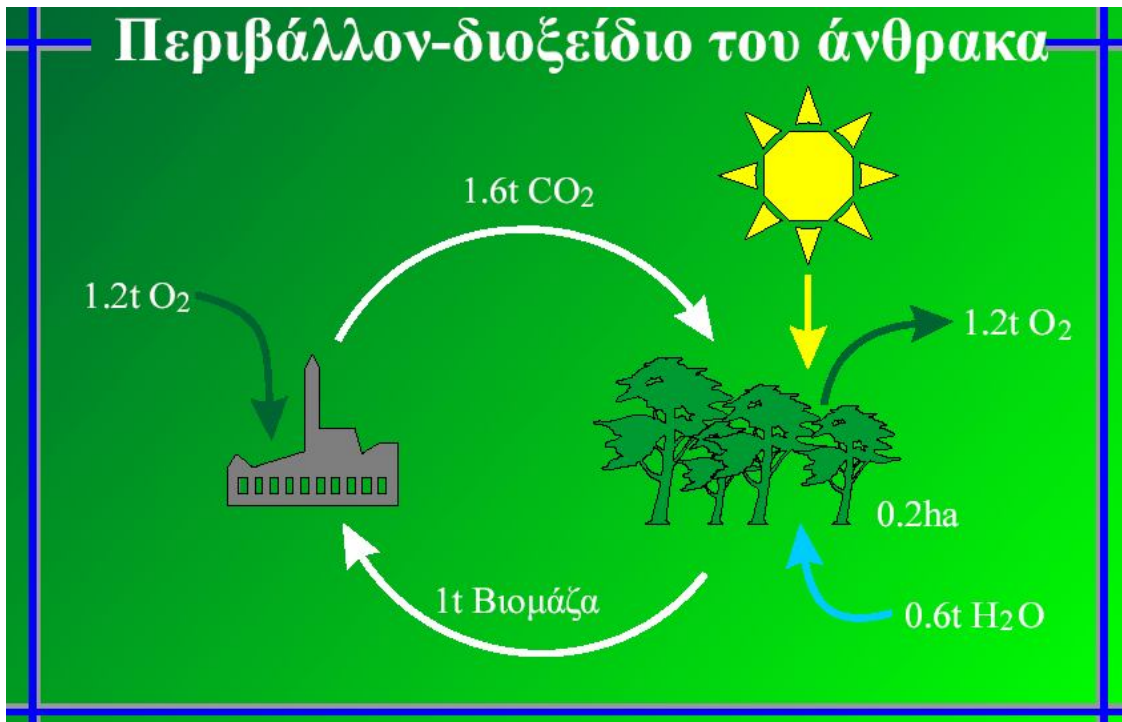 Περιβάλλον-διοξείδιο του άνθρακα
1.6t CO₂
1.2t O₂
1.2t O₂
0.2ha
1t Βιομάζα
0.6t H₂O